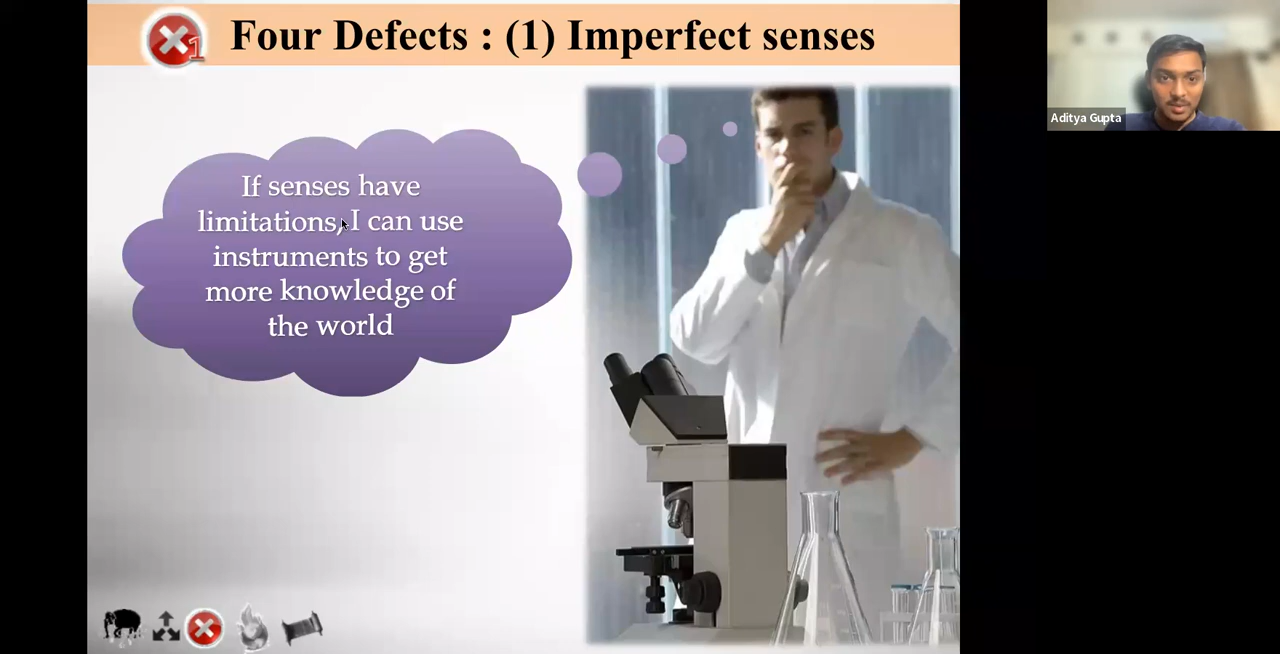 1
Four Defects : (1) Imperfect senses
If senses have
limitations, I can use
instruments to get
more knowledge of
the world
Aditya Gupta